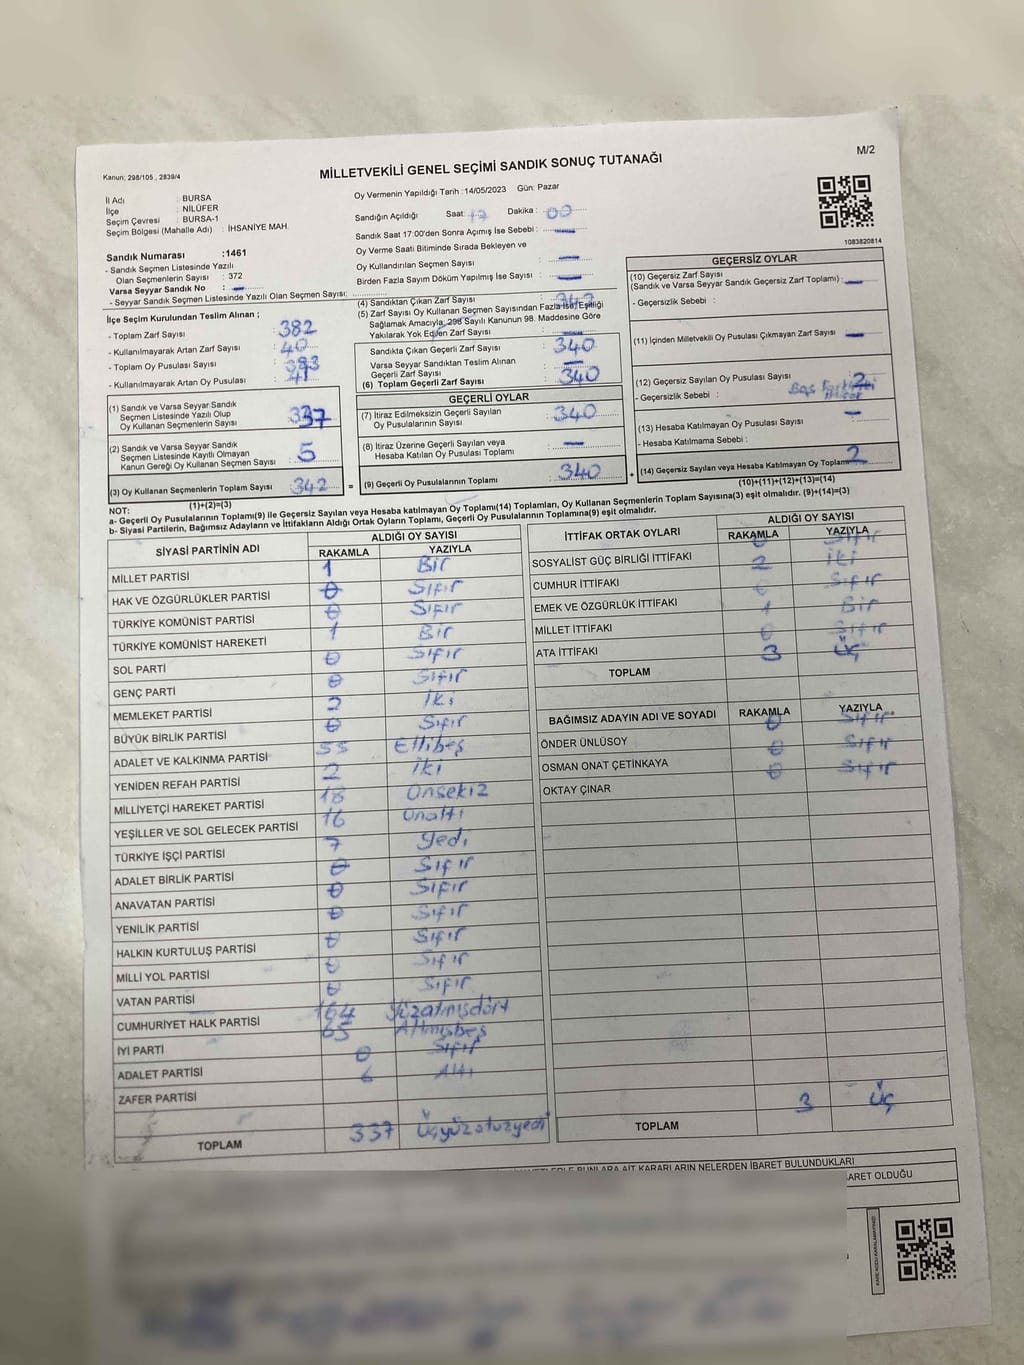 M/2
Kanun; 298/105 , 2839/4
MİLLETVEKİLİ GENEL SEÇİMİ SANDIK SONUÇ TUTANAĞI
İl Adı : BURSA
İlçe : NİLÜFER
Seçim Çevresi : BURSA-1
Seçim Bölgesi (Mahalle Adı) : İHSANİYE MAH.
Oy Vermenin Yapıldığı Tarih :14/05/2023 Gün: Pazar
Sandığın Açıldığı Saat: 17 Dakika : 00
Sandık Saat 17:00'den Sonra Açılmış İse Sebebi : —
Oy Verme Saati Bitiminde Sırada Bekleyen ve
Oy Kullandırılan Seçmen Sayısı : —
Birden Fazla Sayım Döküm Yapılmış İse Sayısı : —
1083820814
Sandık Numarası :1461
- Sandık Seçmen Listesinde Yazılı
Olan Seçmenlerin Sayısı : 372
Varsa Seyyar Sandık No : —
- Seyyar Sandık Seçmen Listesinde Yazılı Olan Seçmen Sayısı:
İlçe Seçim Kurulundan Teslim Alınan ;
- Toplam Zarf Sayısı : 382
- Kullanılmayarak Artan Zarf Sayısı : 40
- Toplam Oy Pusulası Sayısı : 393
- Kullanılmayarak Artan Oy Pusulası :
(1) Sandık ve Varsa Seyyar Sandık
Seçmen Listesinde Yazılı Olup
Oy Kullanan Seçmenlerin Sayısı : 337
(2) Sandık ve Varsa Seyyar Sandık
Seçmen Listesinde Kayıtlı Olmayan
Kanun Gereği Oy Kullanan Seçmen Sayısı : 5
(3) Oy Kullanan Seçmenlerin Toplam Sayısı : 342
(1)+(2)=(3)
(4) Sandıktan Çıkan Zarf Sayısı : 342
(5) Zarf Sayısı Oy Kullanan Seçmen Sayısından Fazla İse, Eşitliği
Sağlamak Amacıyla; 298 Sayılı Kanunun 98. Maddesine Göre
Yakılarak Yok Edilen Zarf Sayısı : —
Sandıkta Çıkan Geçerli Zarf Sayısı : 340
Varsa Seyyar Sandıktan Teslim Alınan
Geçerli Zarf Sayısı : —
(6) Toplam Geçerli Zarf Sayısı : 340
GEÇERLİ OYLAR
(7) İtiraz Edilmeksizin Geçerli Sayılan
Oy Pusulalarının Sayısı : 340
(8) İtiraz Üzerine Geçerli Sayılan veya
Hesaba Katılan Oy Pusulası Toplamı : —
= (9) Geçerli Oy Pusulalarının Toplamı : 340 +
GEÇERSİZ OYLAR
(10) Geçersiz Zarf Sayısı
(Sandık ve Varsa Seyyar Sandık Geçersiz Zarf Toplamı) : —
- Geçersizlik Sebebi :
(11) İçinden Milletvekili Oy Pusulası Çıkmayan Zarf Sayısı : —
(12) Geçersiz Sayılan Oy Pusulası Sayısı : 2
- Geçersizlik Sebebi :
(13) Hesaba Katılmayan Oy Pusulası Sayısı : —
- Hesaba Katılmama Sebebi :
(14) Geçersiz Sayılan veya Hesaba Katılmayan Oy Toplamı : 2
(10)+(11)+(12)+(13)=(14)
NOT:
a- Geçerli Oy Pusulalarının Toplamı(9) ile Geçersiz Sayılan veya Hesaba katılmayan Oy Toplamı(14) Toplamları, Oy Kullanan Seçmenlerin Toplam Sayısına(3) eşit olmalıdır. (9)+(14)=(3)
b- Siyasi Partilerin, Bağımsız Adayların ve İttifakların Aldığı Ortak Oyların Toplamı, Geçerli Oy Pusulalarının Toplamına(9) eşit olmalıdır.
SİYASİ PARTİNİN ADI ALDIĞI OY SAYISI
RAKAMLA YAZIYLA
MİLLET PARTİSİ 1 Bir
HAK VE ÖZGÜRLÜKLER PARTİSİ 0 Sıfır
TÜRKİYE KOMÜNİST PARTİSİ 0 Sıfır
TÜRKİYE KOMÜNİST HAREKETİ 1 Bir
SOL PARTİ 0 Sıfır
GENÇ PARTİ 0 Sıfır
MEMLEKET PARTİSİ 2 İki
BÜYÜK BİRLİK PARTİSİ 0 Sıfır
ADALET VE KALKINMA PARTİSİ 55 Ellibeş
YENİDEN REFAH PARTİSİ 2 İki
MİLLİYETÇİ HAREKET PARTİSİ 18 Onsekiz
YEŞİLLER VE SOL GELECEK PARTİSİ 16 Onaltı
TÜRKİYE İŞÇİ PARTİSİ 7 Yedi
ADALET BİRLİK PARTİSİ 0 Sıfır
ANAVATAN PARTİSİ 0 Sıfır
YENİLİK PARTİSİ 0 Sıfır
HALKIN KURTULUŞ PARTİSİ 0 Sıfır
MİLLİ YOL PARTİSİ 0 Sıfır
VATAN PARTİSİ 0 Sıfır
CUMHURİYET HALK PARTİSİ 164 Yüzatmışdört
İYİ PARTİ 65 Altmışbeş
ADALET PARTİSİ 0 Sıfır
ZAFER PARTİSİ 6 Altı
TOPLAM 337 Üçyüzotuzyedi
İTTİFAK ORTAK OYLARI ALDIĞI OY SAYISI
RAKAMLA YAZIYLA
SOSYALİST GÜÇ BİRLİĞİ İTTİFAKI 0 Sıfır
CUMHUR İTTİFAKI 2 İki
EMEK VE ÖZGÜRLÜK İTTİFAKI 0 Sıfır
MİLLET İTTİFAKI 1 Bir
ATA İTTİFAKI 0 Sıfır
TOPLAM 3 Üç
BAĞIMSIZ ADAYIN ADI VE SOYADI RAKAMLA YAZIYLA
ÖNDER ÜNLÜSOY 0 Sıfır
OSMAN ONAT ÇETİNKAYA 0 Sıfır
OKTAY ÇINAR 0 Sıfır
TOPLAM 3 Üç
BUNLARA AİT KARARLARIN NELERDEN İBARET BULUNDUKLARI
OLDUĞU